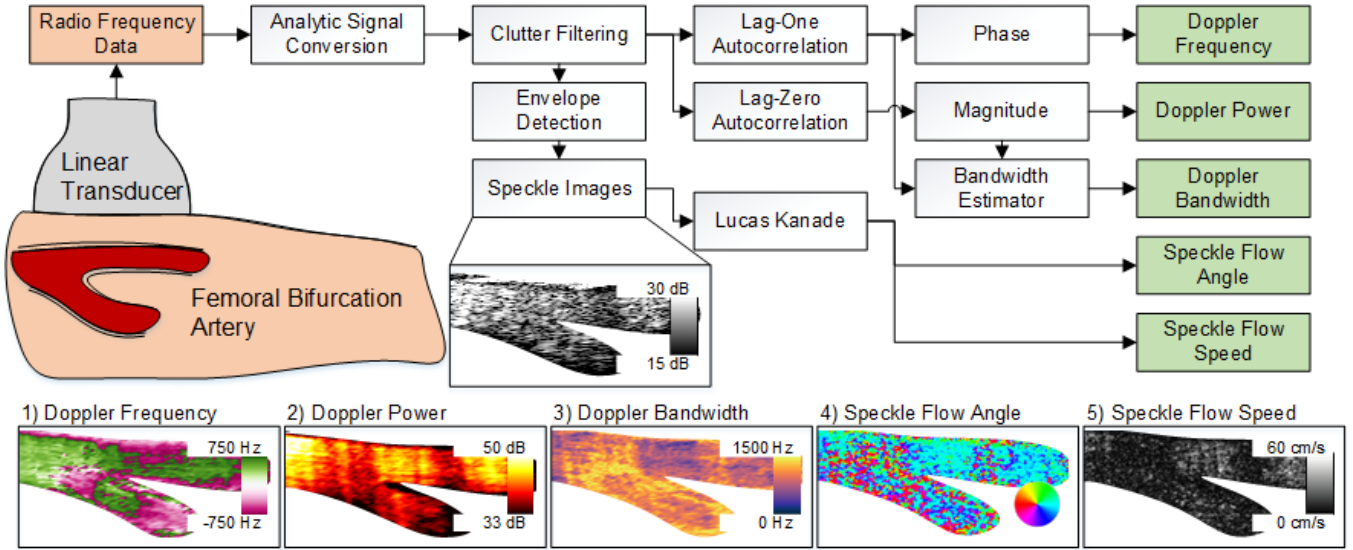 Radio Frequency
Data
Analytic Signal
Conversion
Clutter Filtering
Lag-One
Autocorrelation
Phase
Doppler
Frequency
Envelope
Detection
Lag-Zero
Autocorrelation
Magnitude
Doppler Power
Linear
Transducer
Speckle Images
Bandwidth
Estimator
Doppler
Bandwidth
Lucas Kanade
Speckle Flow
Angle
Femoral Bifurcation
Artery
30 dB
15 dB
Speckle Flow
Speed
1) Doppler Frequency
2) Doppler Power
3) Doppler Bandwidth
4) Speckle Flow Angle
5) Speckle Flow Speed
750 Hz
-750 Hz
50 dB
33 dB
1500 Hz
0 Hz
60 cm/s
0 cm/s